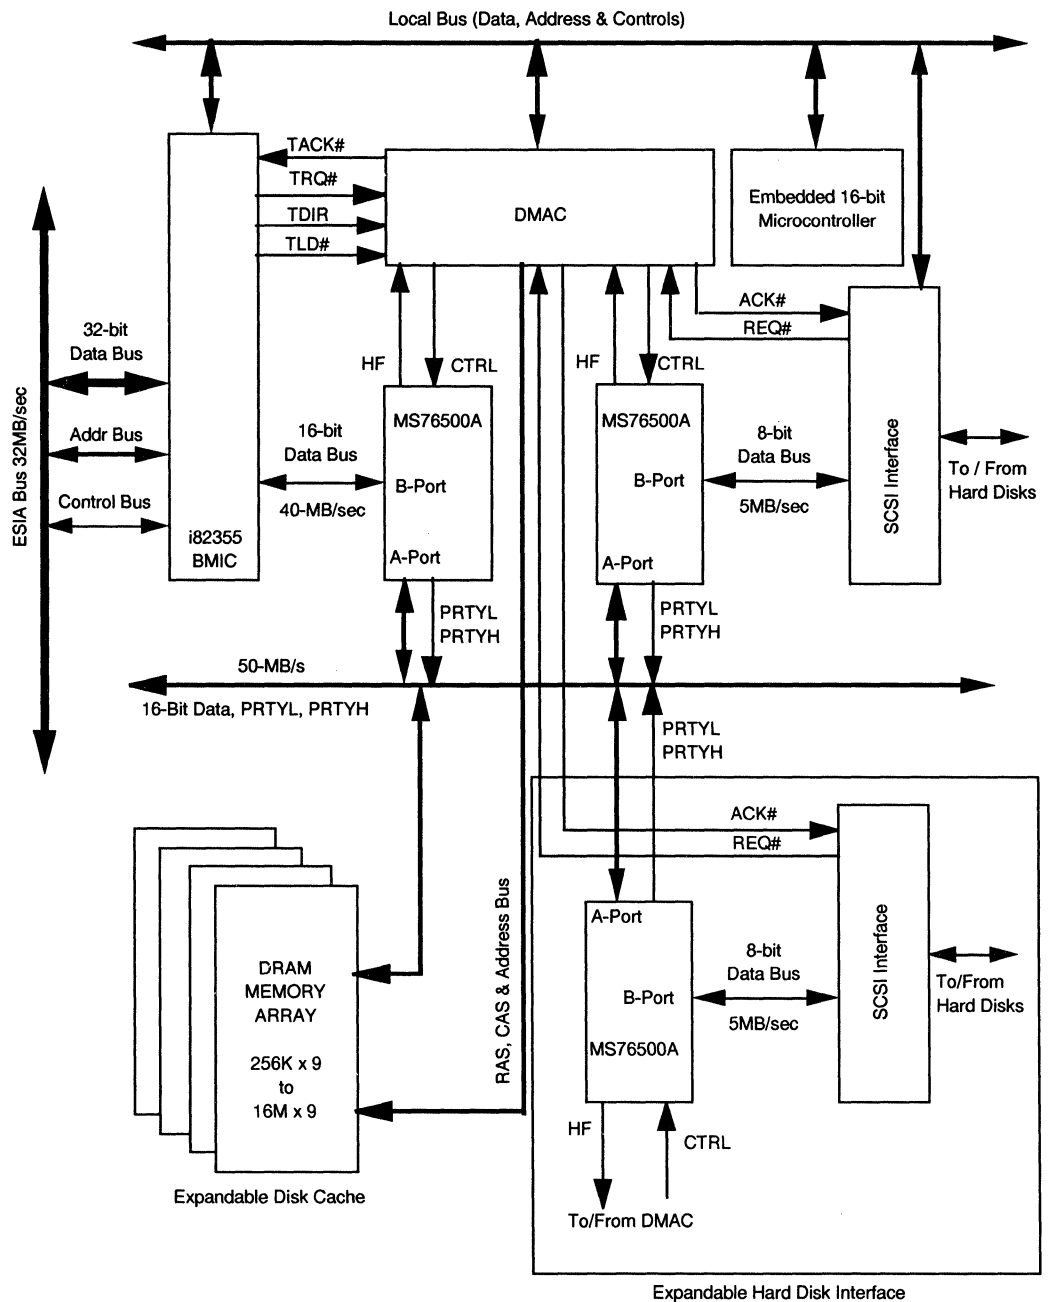 Local Bus (Data, Address & Controls)
TACK#
TRQ#
TDIR
TLD#
DMAC
Embedded 16-bit
Microcontroller
ACK#
REQ#
HF
CTRL
HF
CTRL
32-bit
Data Bus
Addr Bus
Control Bus
ESIA Bus 32MB/sec
i82355
BMIC
16-bit
Data Bus
40-MB/sec
MS76500A
B-Port
A-Port
MS76500A
B-Port
A-Port
8-bit
Data Bus
5MB/sec
SCSI Interface
To / From
Hard Disks
PRTYL
PRTYH
PRTYL
PRTYH
50-MB/s
16-Bit Data, PRTYL, PRTYH
PRTYL
PRTYH
ACK#
REQ#
RAS, CAS & Address Bus
DRAM
MEMORY
ARRAY
256K x 9
to
16M x 9
Expandable Disk Cache
A-Port
B-Port
MS76500A
8-bit
Data Bus
5MB/sec
SCSI Interface
To/From
Hard Disks
HF
CTRL
To/From DMAC
Expandable Hard Disk Interface